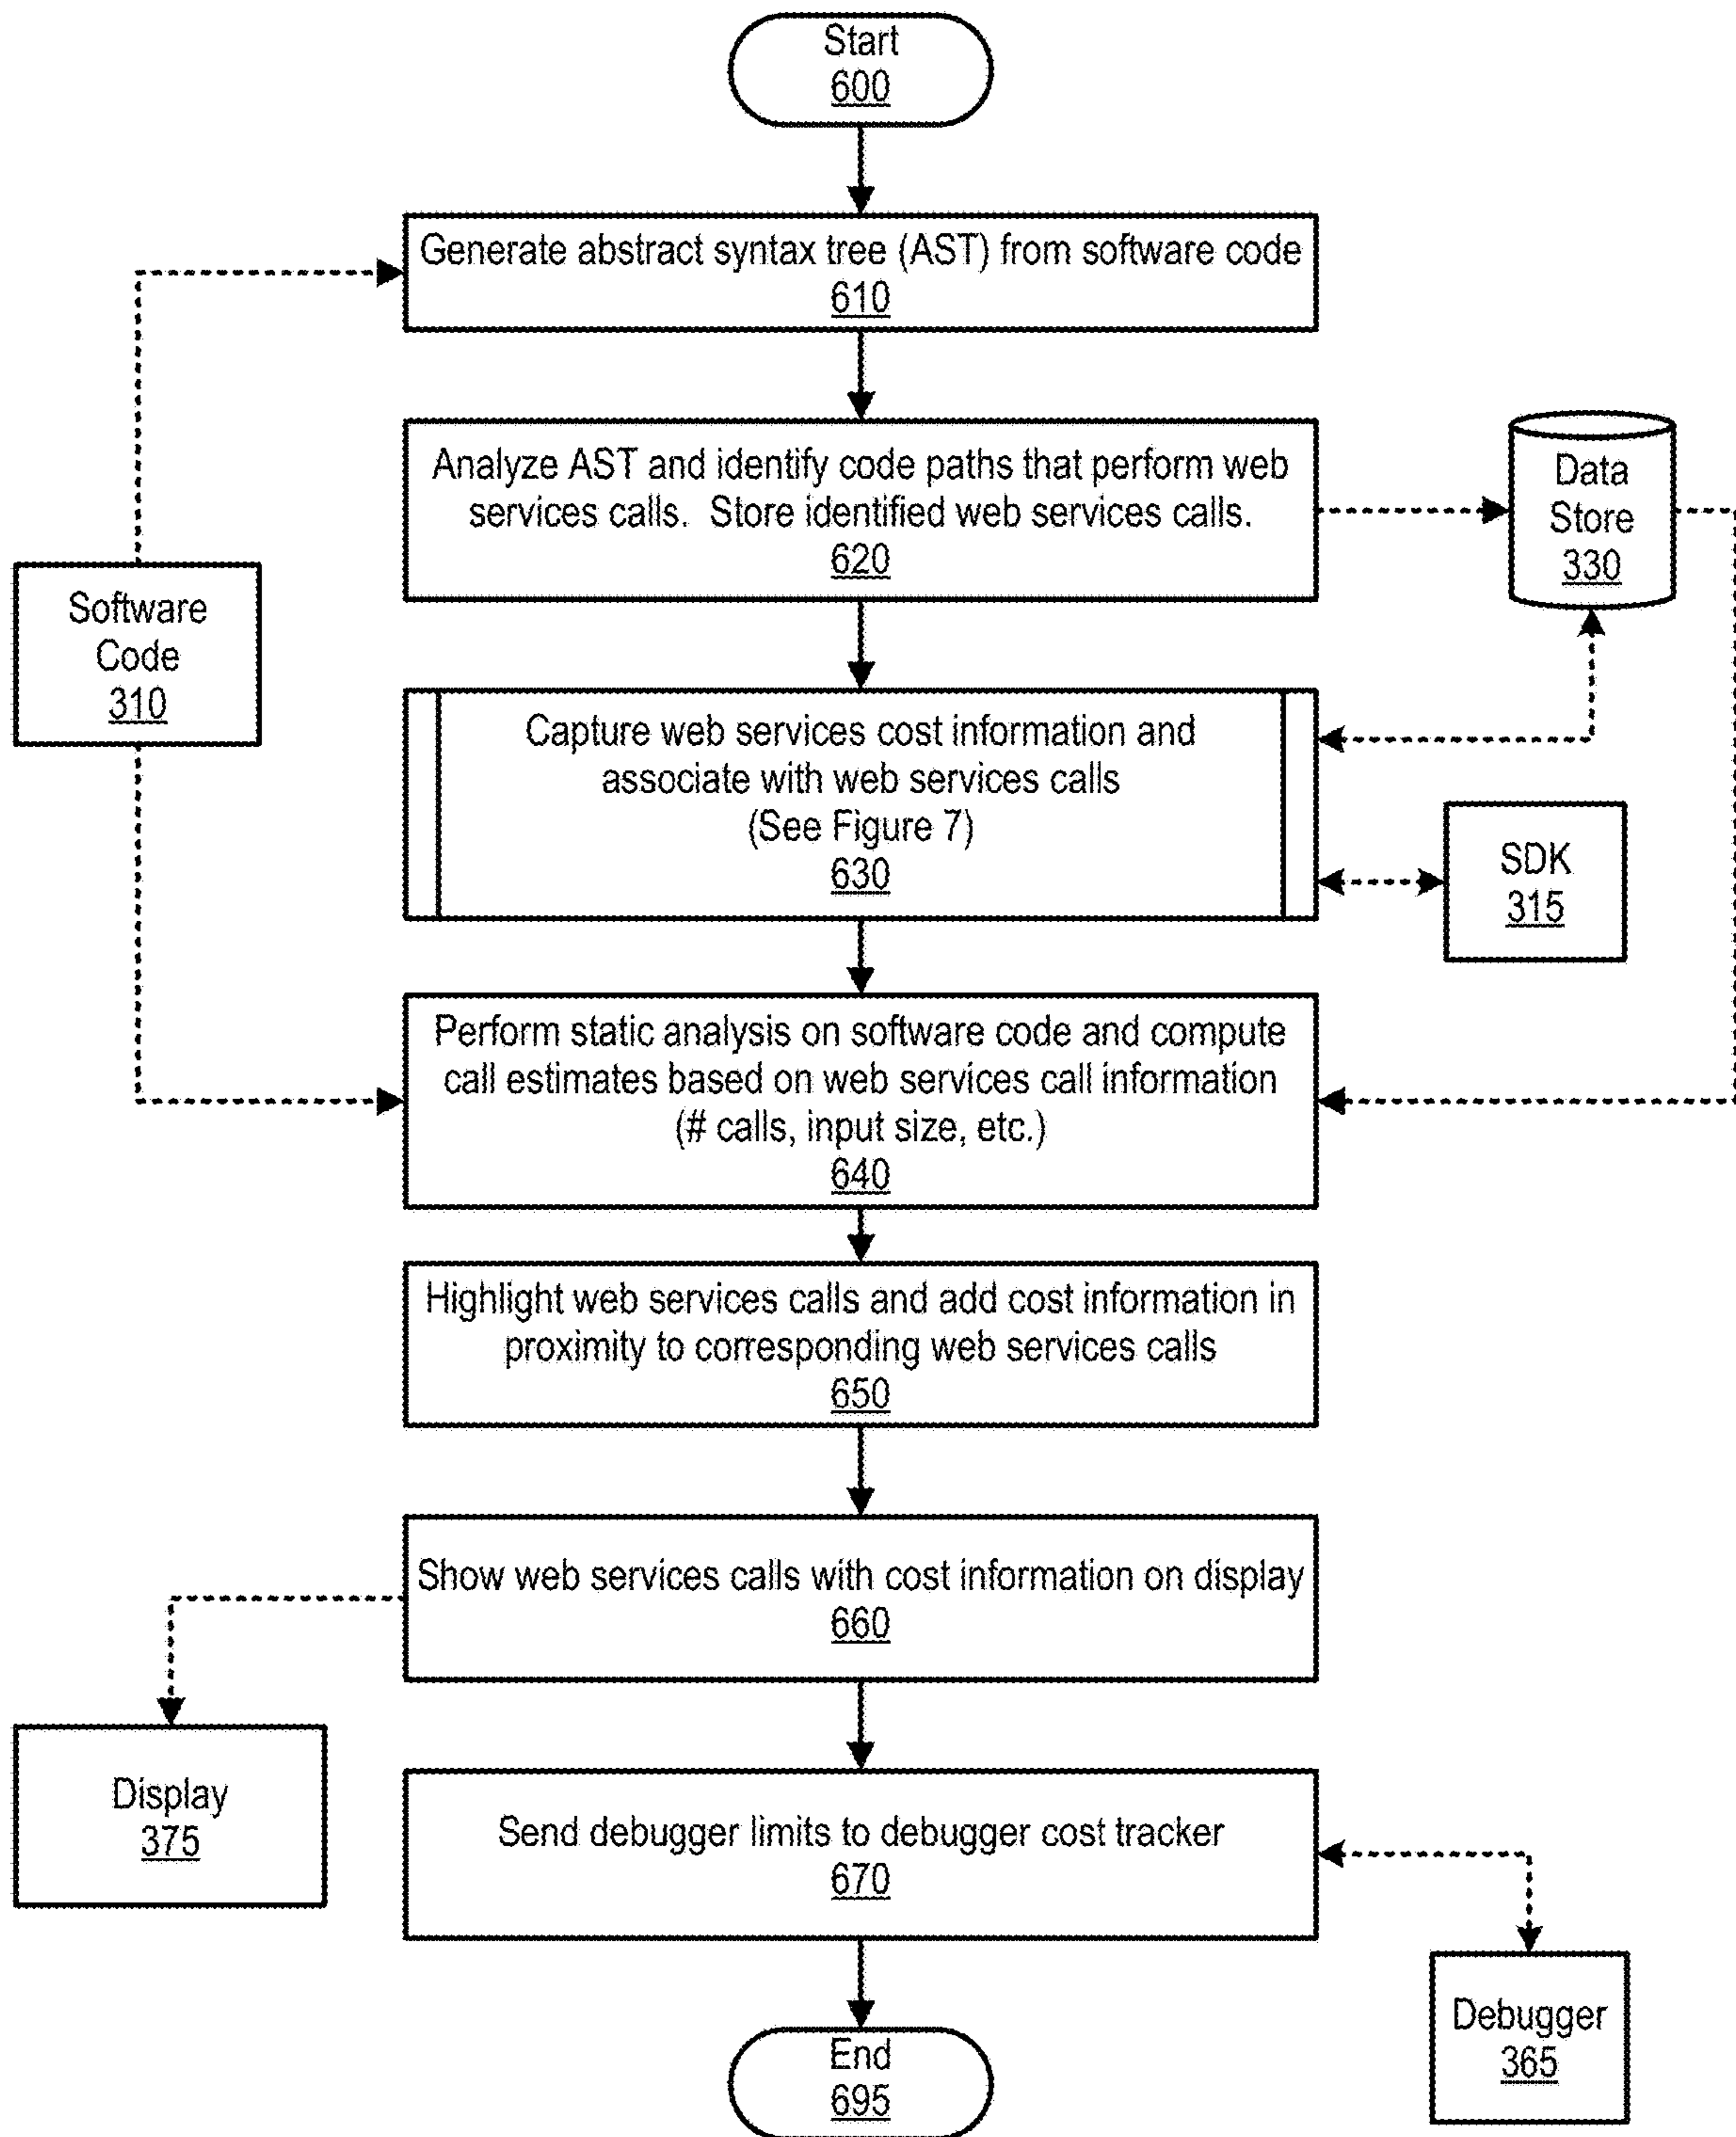 Start
600
Generate abstract syntax tree (AST) from software code
610
Analyze AST and identify code paths that perform web
services calls.  Store identified web services calls.
620
Data
Store
330
Software
Code
310
Capture web services cost information and
associate with web services calls
(See Figure 7)
630
SDK
315
Perform static analysis on software code and compute
call estimates based on web services call information
(# calls, input size, etc.)
640
Highlight web services calls and add cost information in
proximity to corresponding web services calls
650
Show web services calls with cost information on display
660
Display
375
Send debugger limits to debugger cost tracker
670
Debugger
365
End
695